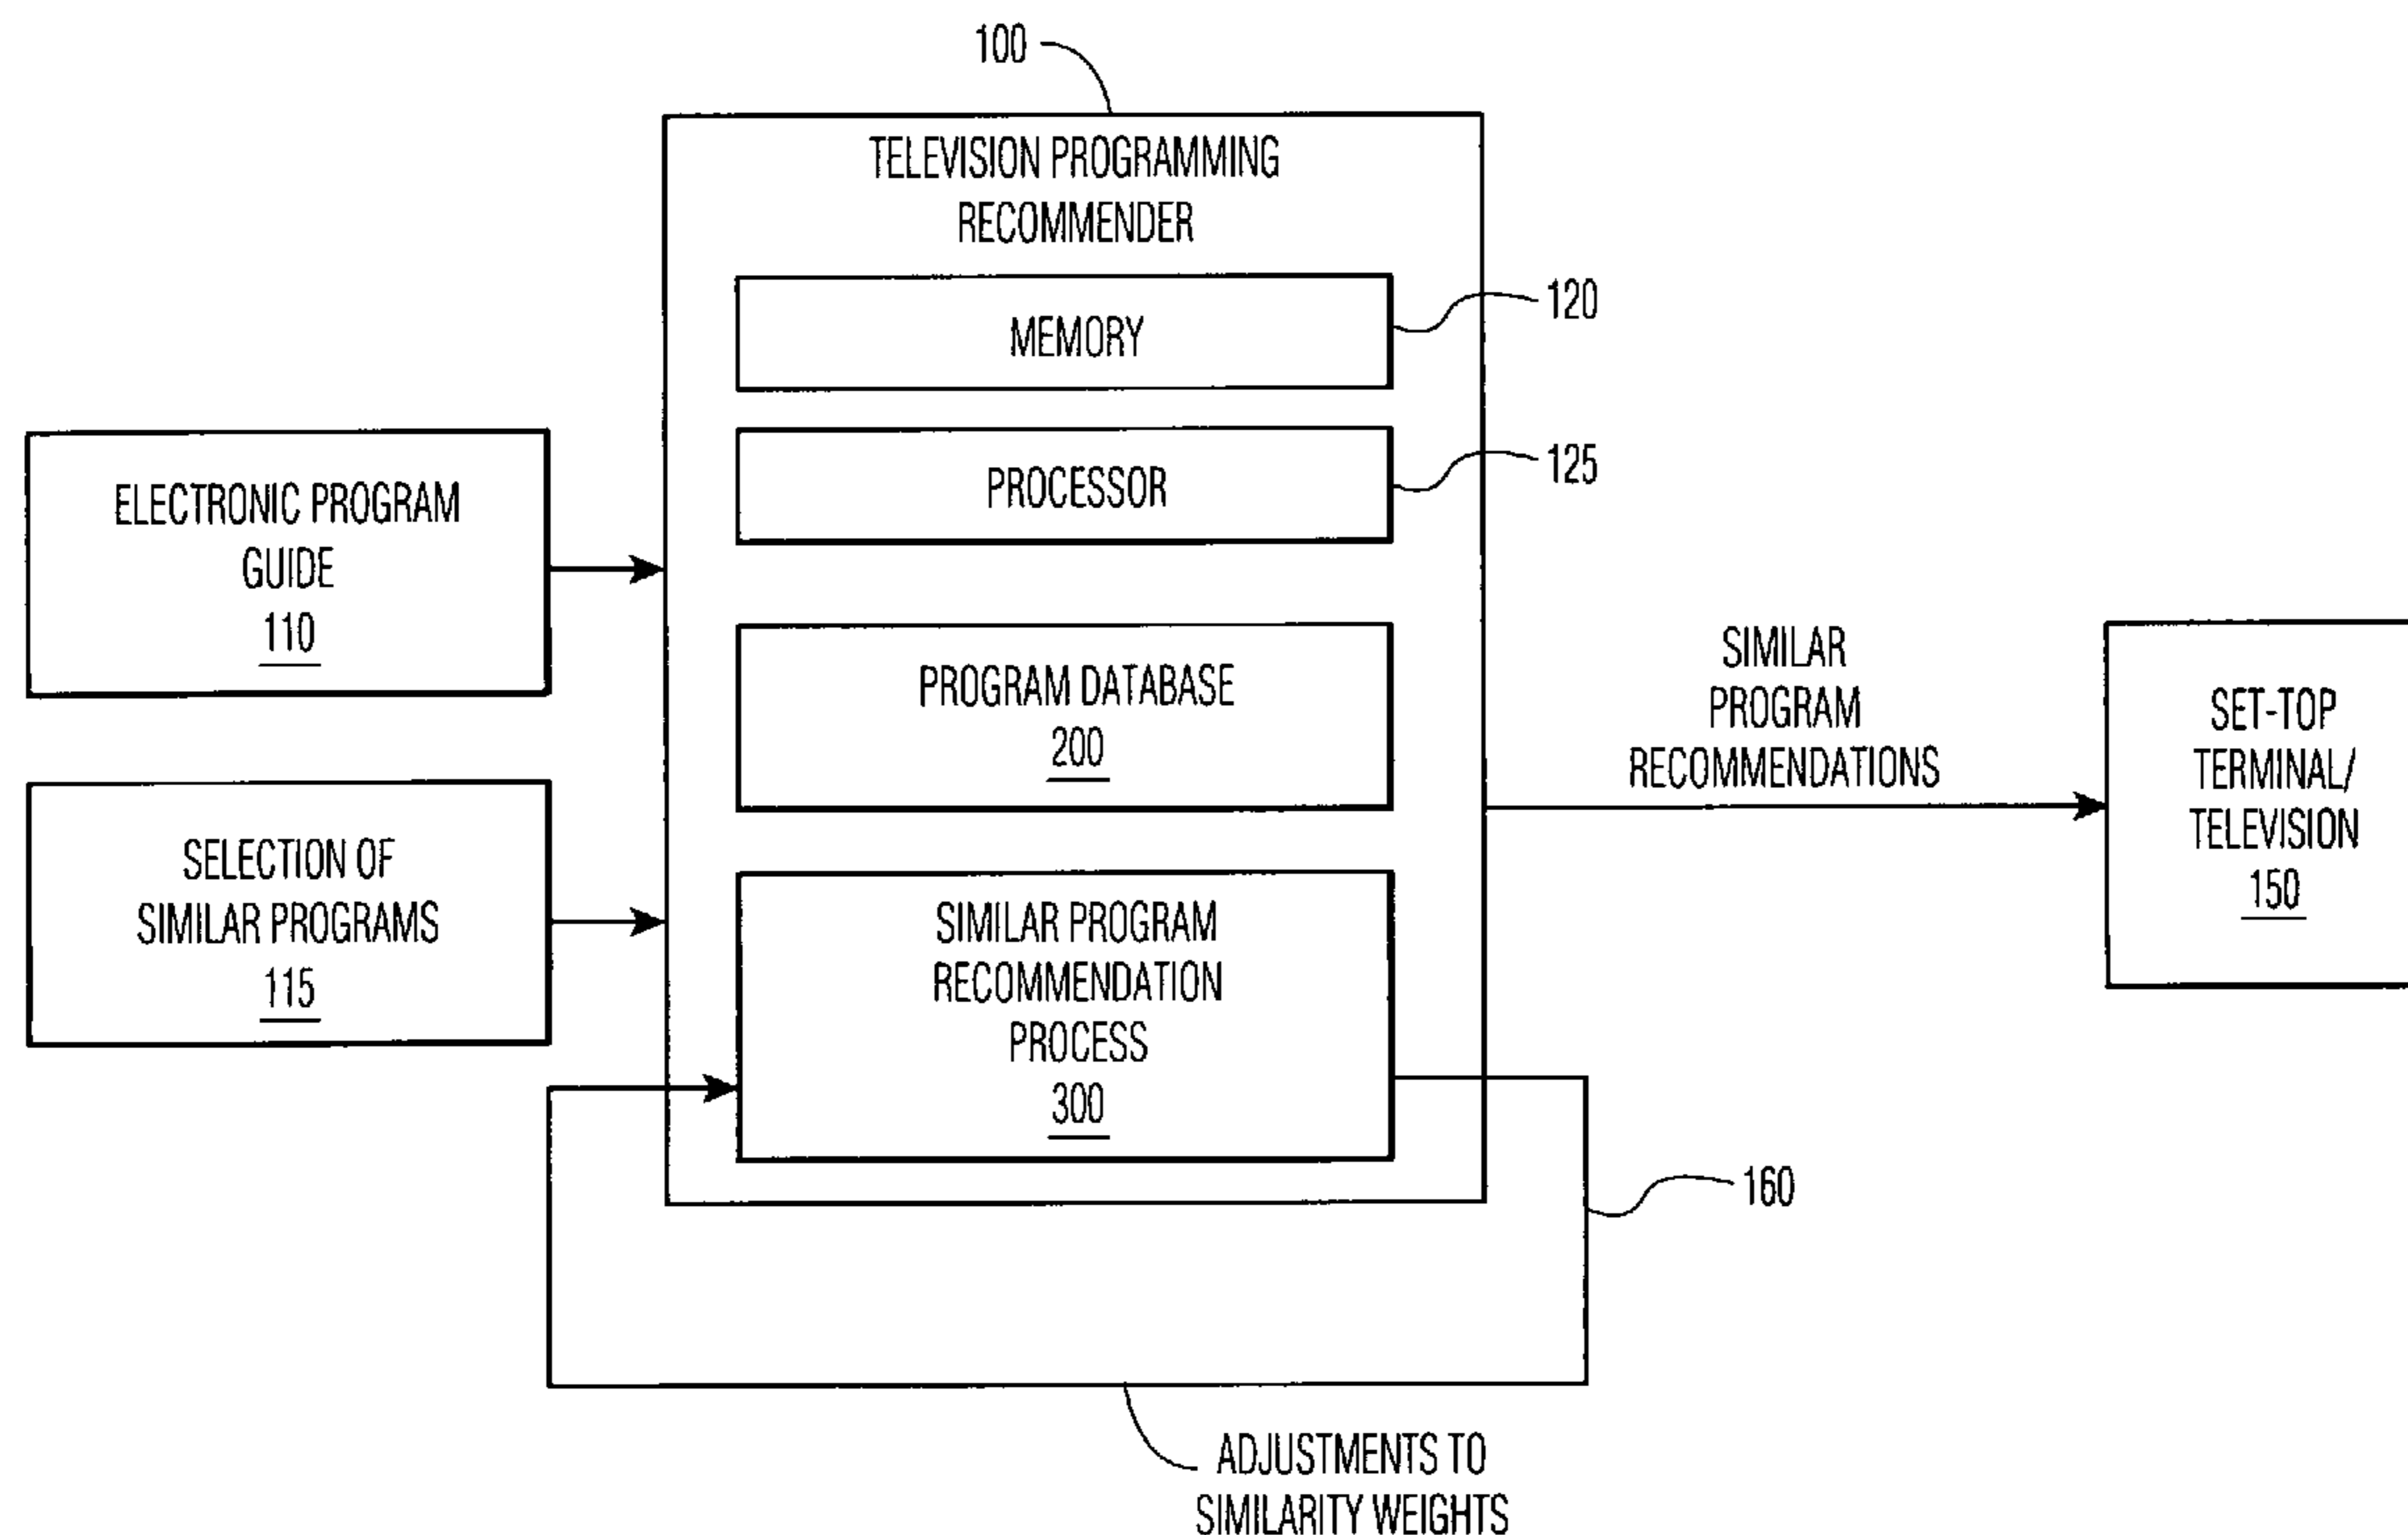 100
TELEVISION PROGRAMMING
RECOMMENDER
MEMORY
120
PROCESSOR
125
ELECTRONIC PROGRAM
GUIDE
110
PROGRAM DATABASE
200
SELECTION OF
SIMILAR PROGRAMS
115
SIMILAR PROGRAM
RECOMMENDATION
PROCESS
300
SIMILAR
PROGRAM
RECOMMENDATIONS
SET-TOP
TERMINAL/
TELEVISION
150
160
ADJUSTMENTS TO
SIMILARITY WEIGHTS